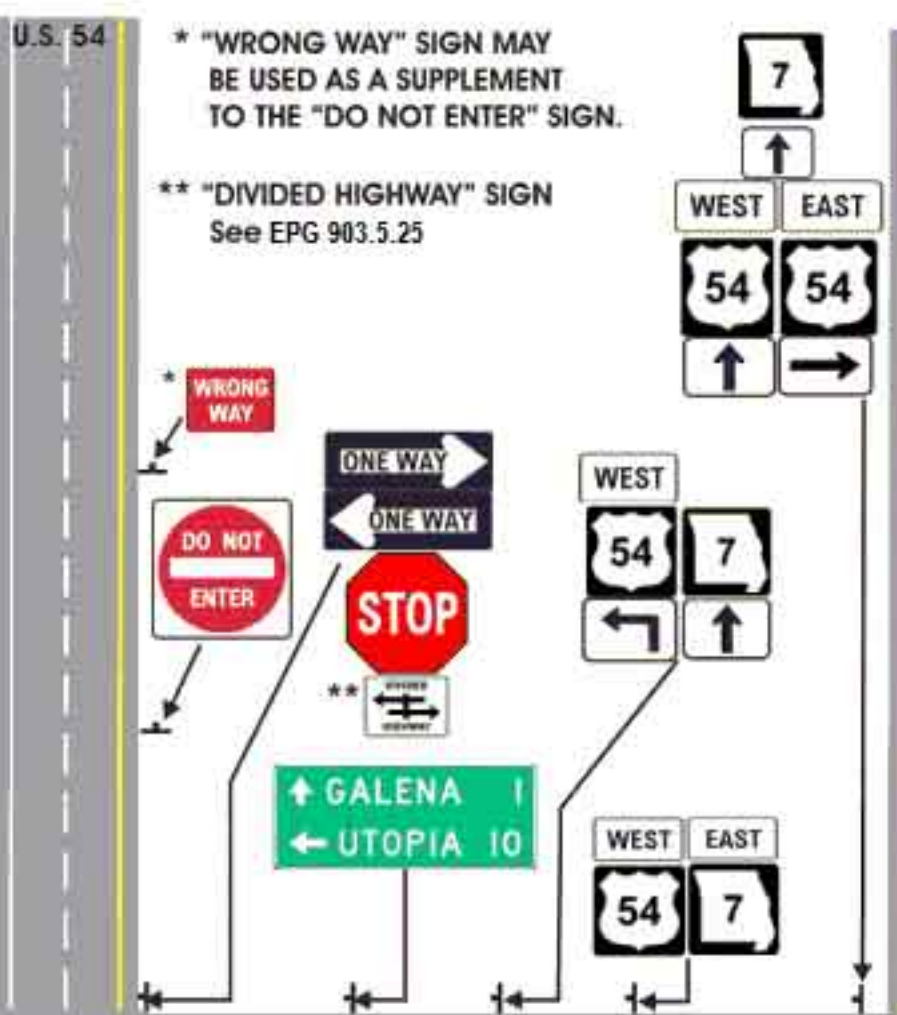 U.S. 54
* "WRONG WAY" SIGN MAY
BE USED AS A SUPPLEMENT
TO THE "DO NOT ENTER" SIGN.
** "DIVIDED HIGHWAY" SIGN
See EPG 903.5.25
7
WEST EAST
54 54
*
WRONG
WAY
ONE WAY
ONE WAY
DO NOT
ENTER
STOP
**
DIVIDED
HIGHWAY
WEST
54 7
GALENA 1
UTOPIA 10
WEST EAST
54 7